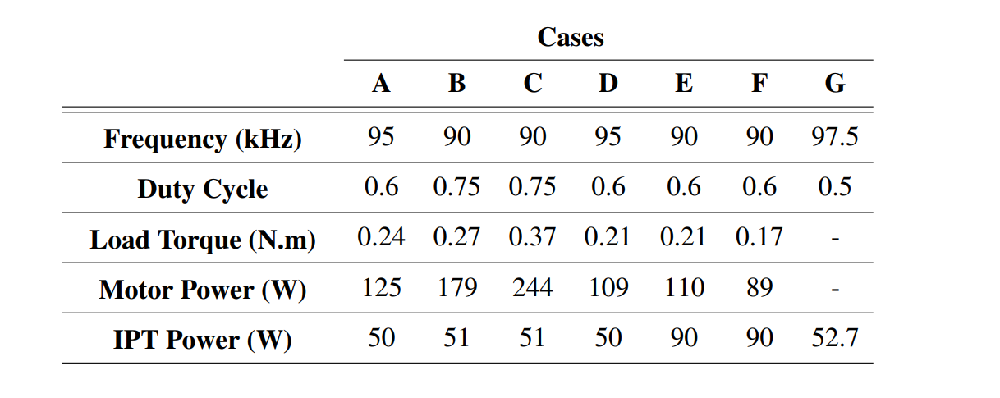 Cases
A B C D E F G
Frequency (kHz) 95 90 90 95 90 90 97.5
Duty Cycle 0.6 0.75 0.75 0.6 0.6 0.6 0.5
Load Torque (N.m) 0.24 0.27 0.37 0.21 0.21 0.17 -
Motor Power (W) 125 179 244 109 110 89 -
IPT Power (W) 50 51 51 50 90 90 52.7